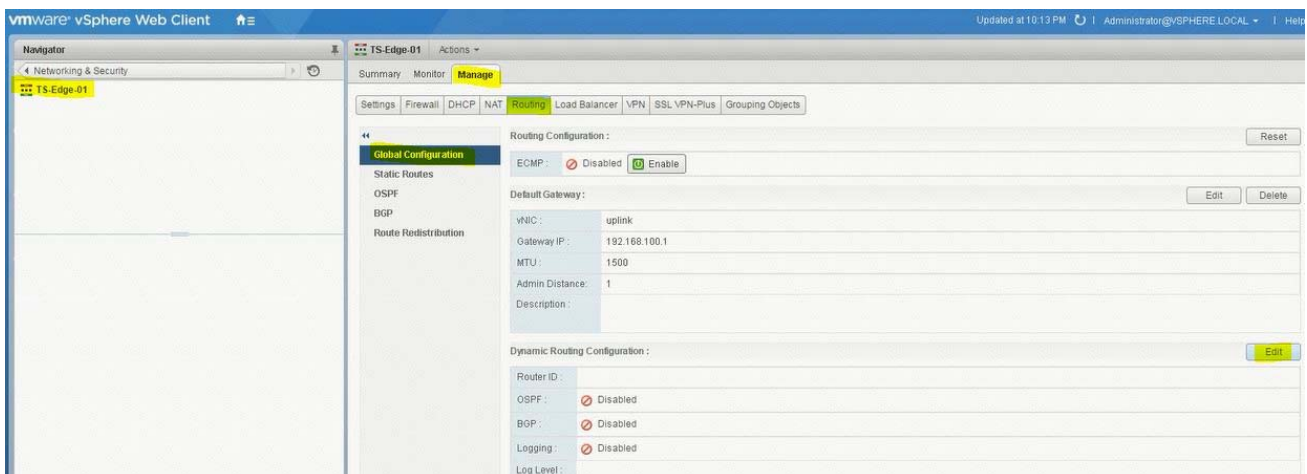 vmware® vSphere Web Client
Updated at 10:13 PM | Administrator@VSPHERE.LOCAL | Help
Navigator
Networking & Security
TS-Edge-01
TS-Edge-01 Actions
Summary Monitor Manage
Settings Firewall DHCP NAT Routing Load Balancer VPN SSL VPN-Plus Grouping Objects
Global Configuration
Static Routes
OSPF
BGP
Route Redistribution
Routing Configuration :
Reset
ECMP : Disabled Enable
Default Gateway :
Edit Delete
vNIC : uplink
Gateway IP : 192.168.100.1
MTU : 1500
Admin Distance: 1
Description :
Dynamic Routing Configuration :
Edit
Router ID :
OSPF : Disabled
BGP : Disabled
Logging : Disabled
Log Level :